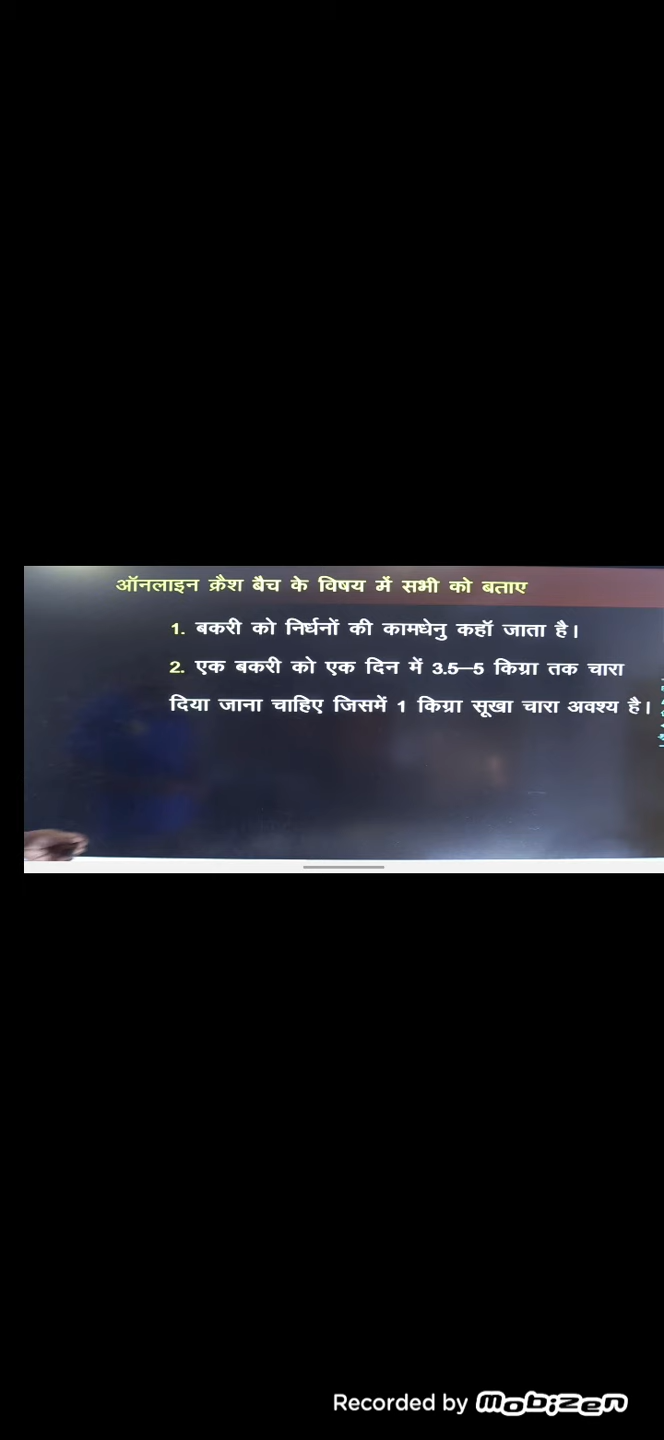 ऑनलाइन क्रैश बैच के विषय में सभी को बताए
1. बकरी को निर्धनों की कामधेनु कहॉ जाता है।
2. एक बकरी को एक दिन में 3.5–5 किग्रा तक चारा
दिया जाना चाहिए जिसमें 1 किग्रा सूखा चारा अवश्य है।
Recorded by mobizen